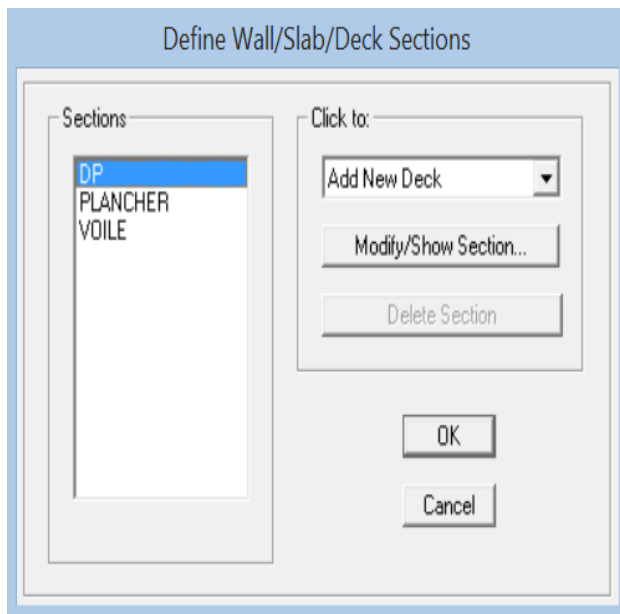 Define Wall/Slab/Deck Sections
Sections
DP
PLANCHER
VOILE
Click to:
Add New Deck
Modify/Show Section...
Delete Section
OK
Cancel